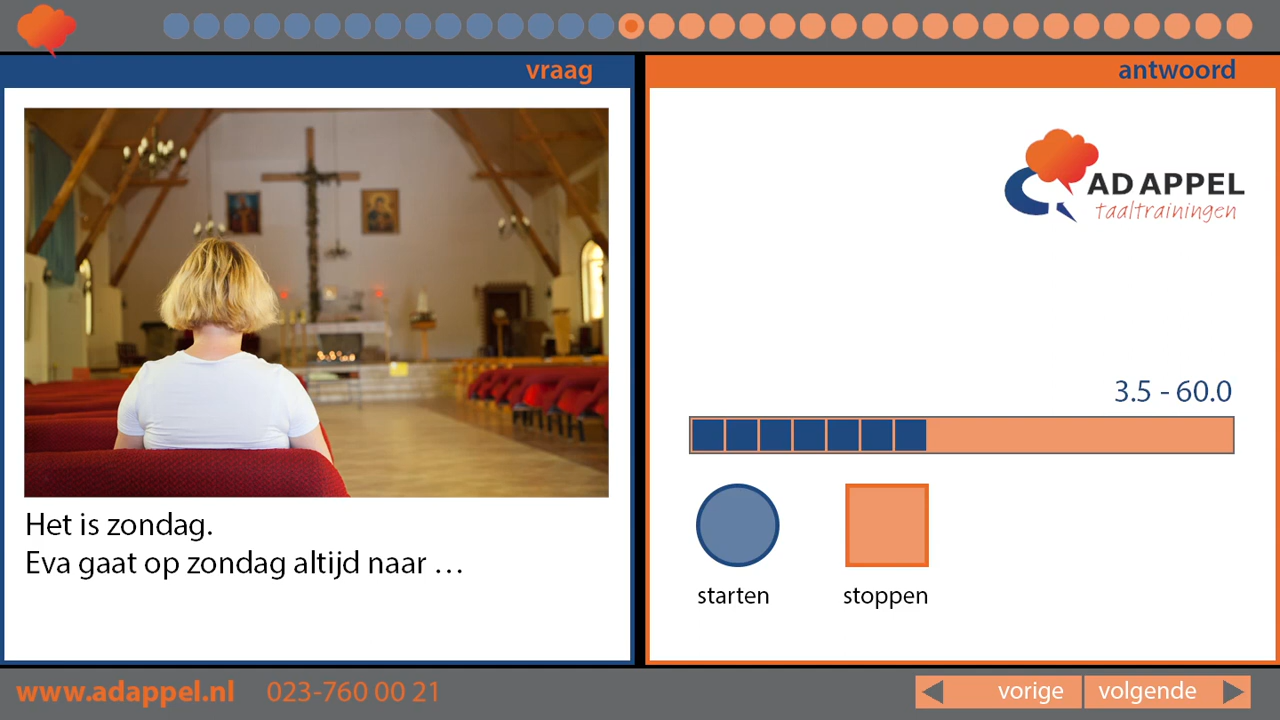 vraag
antwoord
AD APPEL
taaltrainingen
3.5 - 60.0
Het is zondag.
Eva gaat op zondag altijd naar …
starten
stoppen
www.adappel.nl 023-760 00 21
vorige
volgende